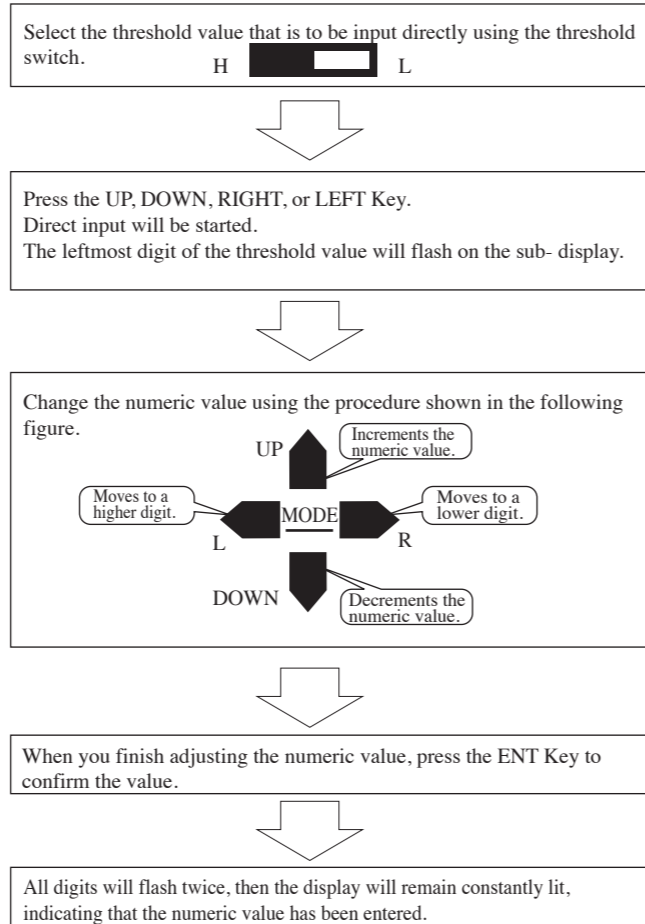 Select the threshold value that is to be input directly using the threshold
switch.
H L
Press the UP, DOWN, RIGHT, or LEFT Key.
Direct input will be started.
The leftmost digit of the threshold value will flash on the sub- display.
Change the numeric value using the procedure shown in the following
figure.
UP
Increments the
numeric value.
Moves to a
higher digit.
MODE
Moves to a
lower digit.
L
R
DOWN
Decrements the
numeric value.
When you finish adjusting the numeric value, press the ENT Key to
confirm the value.
All digits will flash twice, then the display will remain constantly lit,
indicating that the numeric value has been entered.